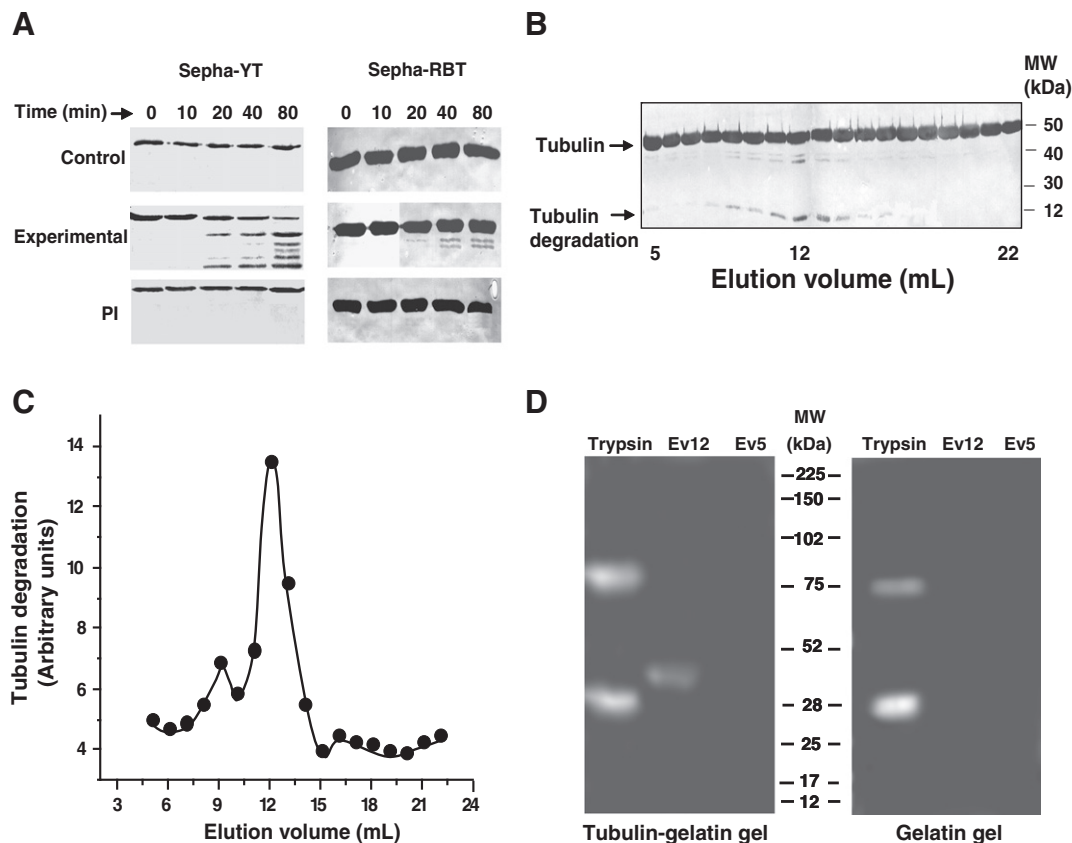 A
Sepha-YT
Sepha-RBT
Time (min)
0 10 20 40 80
0 10 20 40 80
Control
Experimental
PI
B
MW
(kDa)
50
40
30
12
Tubulin
Tubulin
degradation
5 12 22
Elution volume (mL)
C
Tubulin degradation
(Arbitrary units)
14
12
10
8
6
4
3 6 9 12 15 18 21 24
Elution volume (mL)
D
MW
Trypsin Ev12 Ev5 (kDa) Trypsin Ev12 Ev5
225
150
102
75
52
28
25
17
12
Tubulin-gelatin gel
Gelatin gel